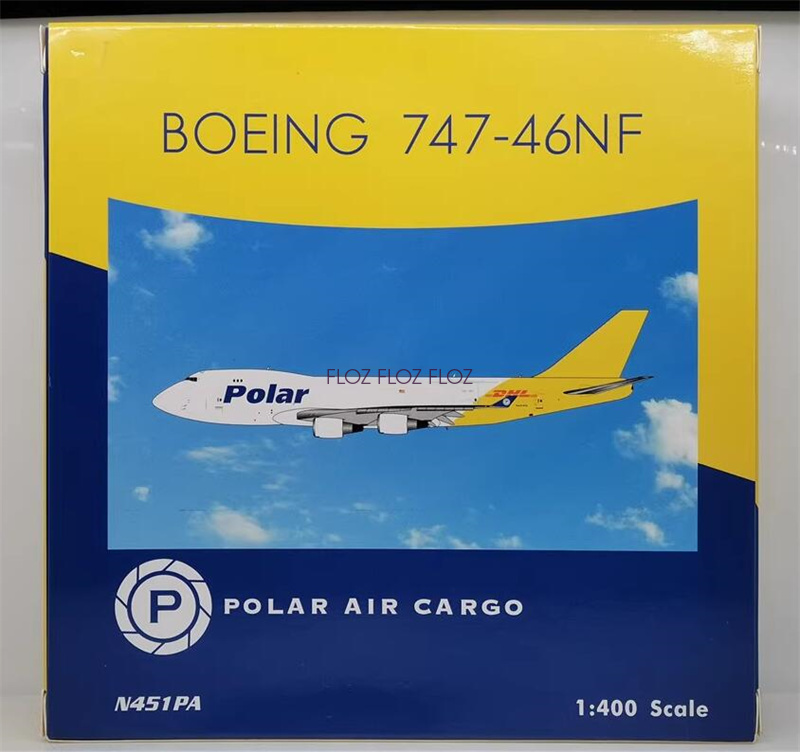 BOEING 747-46NF
FLOZ FLOZ FLOZ
Polar
DHL
P
POLAR AIR CARGO
N451PA
1:400 Scale